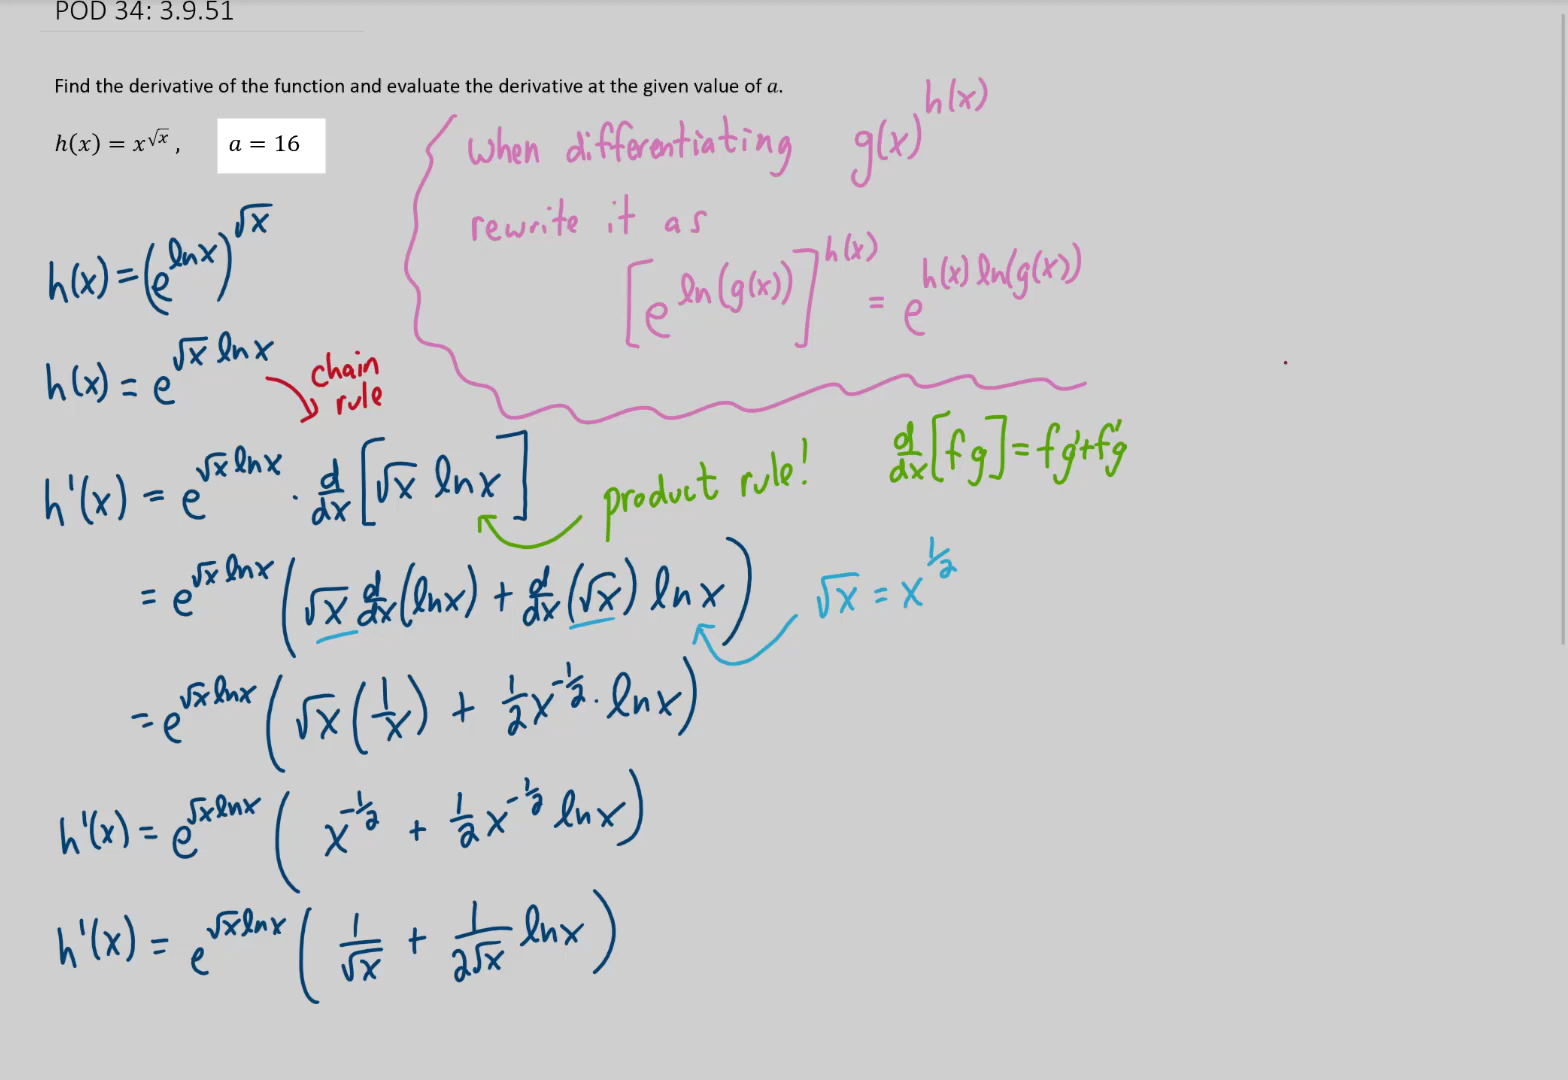 POD 34: 3.9.51
Find the derivative of the function and evaluate the derivative at the given value of a.
h(x) = x^√x , a = 16
When differentiating g(x)^h(x)
rewrite it as
[e^ln(g(x))]^h(x) = e^h(x) ln(g(x))
h(x) = (e^lnx)^√x
h(x) = e^√x lnx
chain
rule
h'(x) = e^√x lnx · d/dx [√x lnx]
product rule!
d/dx [fg] = fg' + f'g
= e^√x lnx (√x d/dx (lnx) + d/dx (√x) lnx)
√x = x^1/2
= e^√x lnx (√x (1/x) + 1/2 x^-1/2 · lnx)
h'(x) = e^√x lnx ( x^-1/2 + 1/2 x^-1/2 lnx)
h'(x) = e^√x lnx ( 1/√x + 1/2√x lnx )